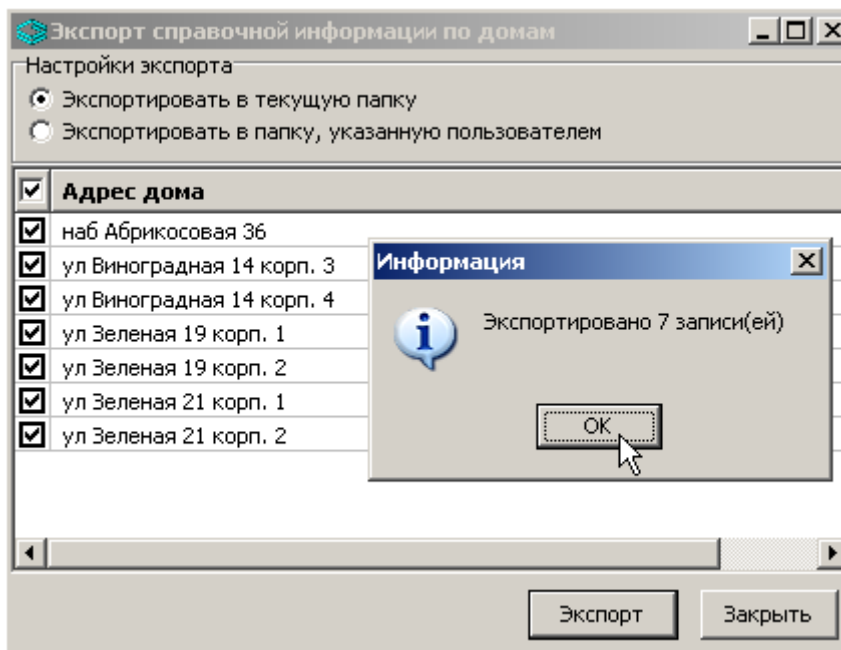 Экспорт справочной информации по домам
Настройки экспорта
Экспортировать в текущую папку
Экспортировать в папку, указанную пользователем
Адрес дома
наб Абрикосовая 36
ул Виноградная 14 корп. 3
ул Виноградная 14 корп. 4
ул Зеленая 19 корп. 1
ул Зеленая 19 корп. 2
ул Зеленая 21 корп. 1
ул Зеленая 21 корп. 2
Информация
Экспортировано 7 записи(ей)
OK
Экспорт
Закрыть